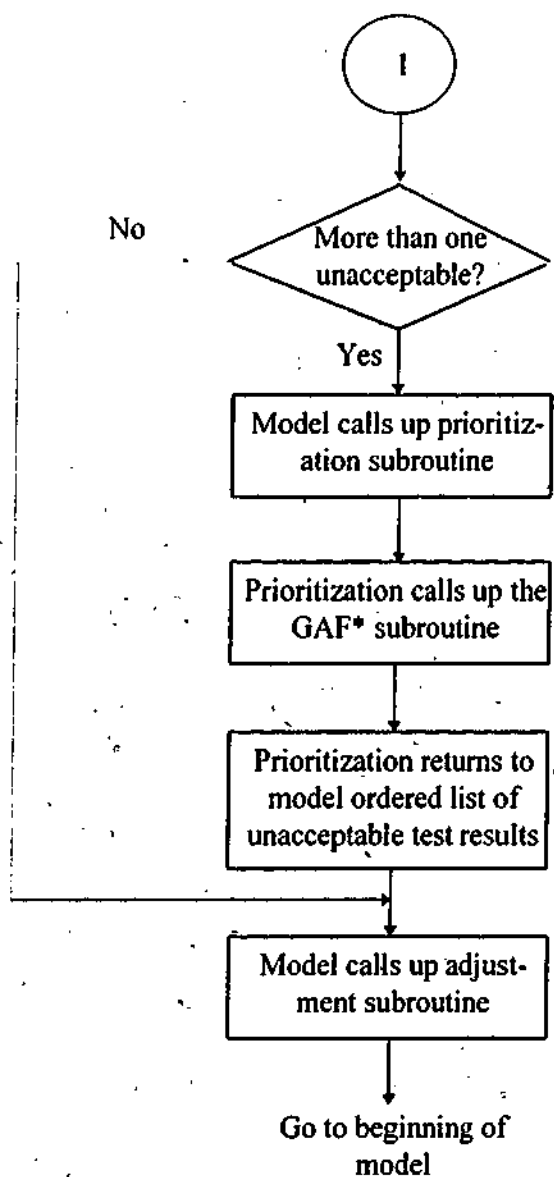 1
More than one
unacceptable?
No
Yes
Model calls up prioritiz-
ation subroutine
Prioritization calls up the
GAF* subroutine
Prioritization returns to
model ordered list of
unacceptable test results
Model calls up adjust-
ment subroutine
Go to beginning of
model